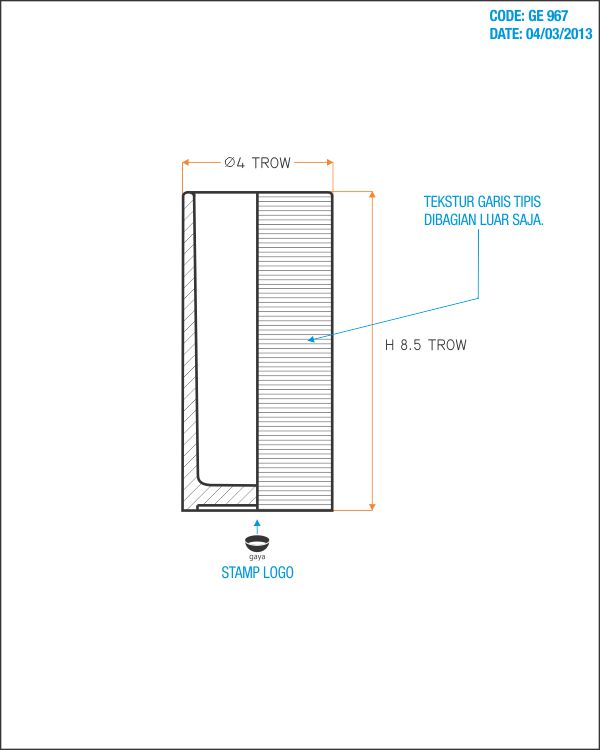 CODE: GE 967
DATE: 04/03/2013
Ø4 TROW
TEKSTUR GARIS TIPIS
DIBAGIAN LUAR SAJA.
H 8.5 TROW
gaya
STAMP LOGO